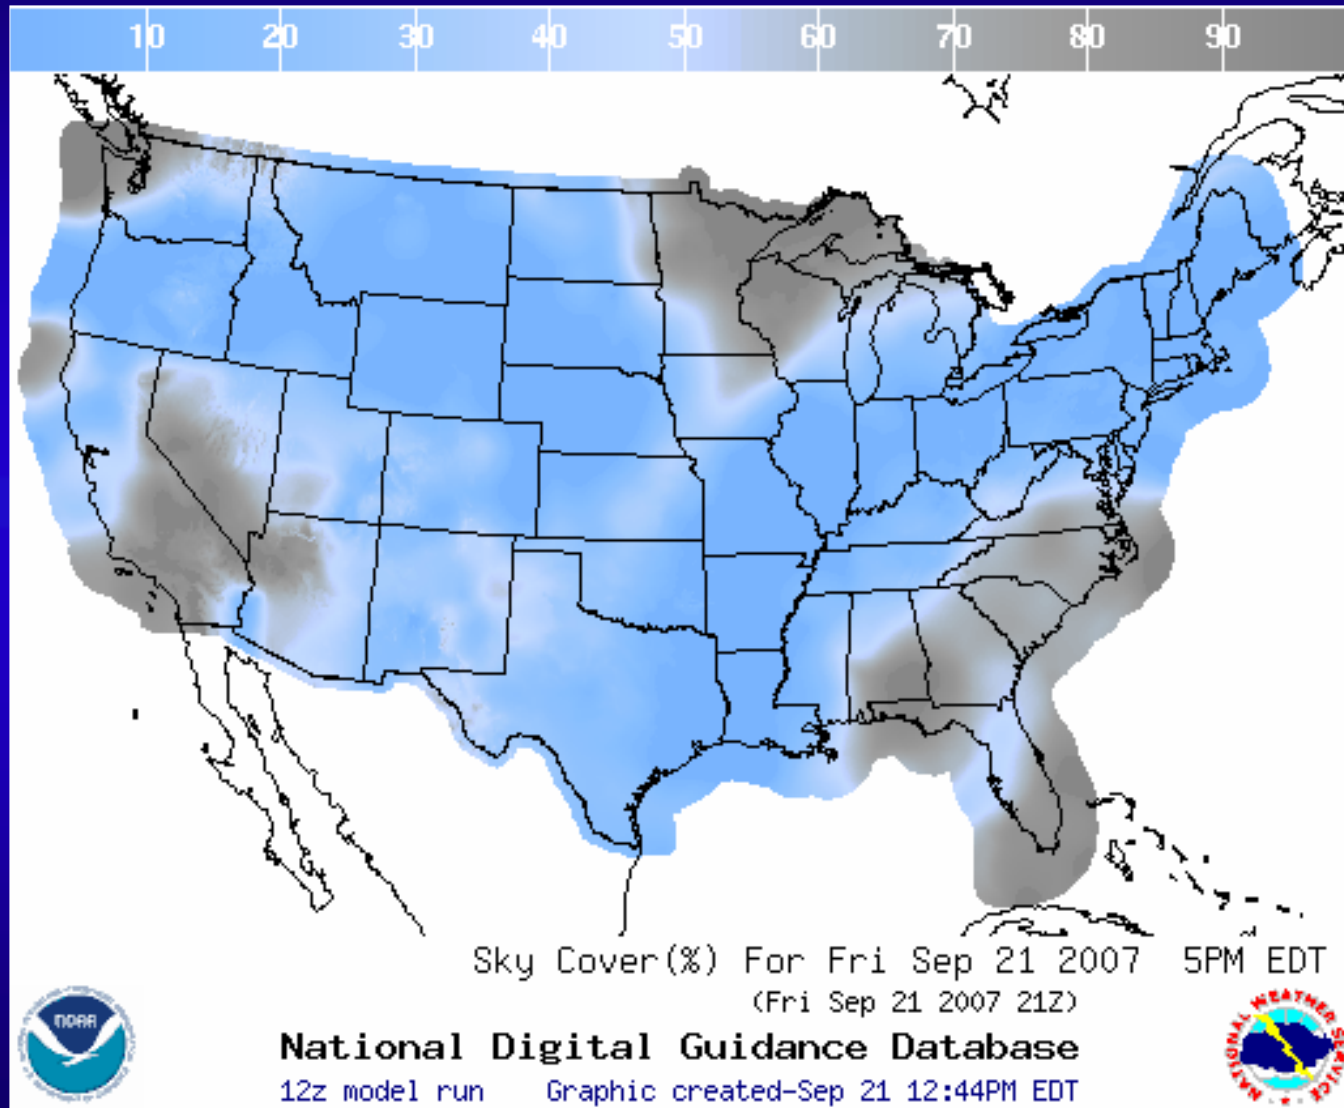 10 20 30 40 50 60 70 80 90
Sky Cover(%) For Fri Sep 21 2007 5PM EDT
(Fri Sep 21 2007 21Z)
National Digital Guidance Database
12z model run Graphic created-Sep 21 12:44PM EDT
NOAA
NATIONAL WEATHER SERVICE